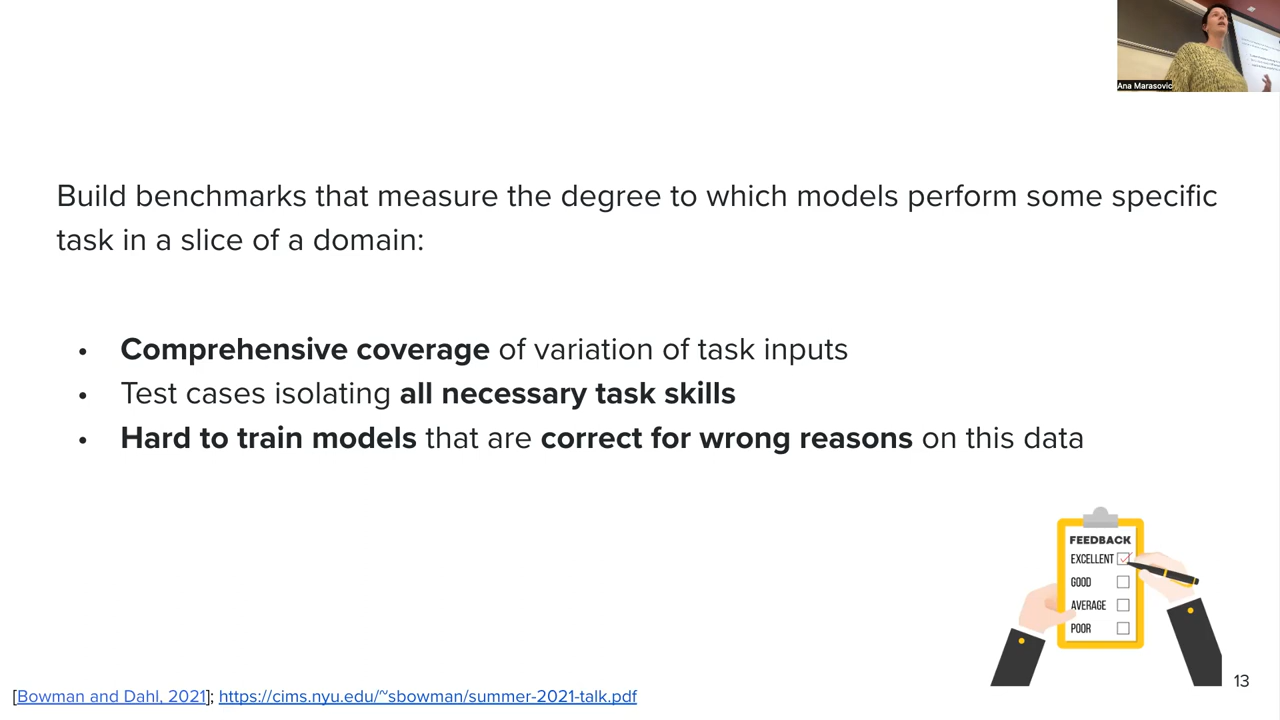 Ana Marasovic
Build benchmarks that measure the degree to which models perform some specific
task in a slice of a domain:
• Comprehensive coverage of variation of task inputs
• Test cases isolating all necessary task skills
• Hard to train models that are correct for wrong reasons on this data
FEEDBACK
EXCELLENT
GOOD
AVERAGE
POOR
[Bowman and Dahl, 2021]; https://cims.nyu.edu/~sbowman/summer-2021-talk.pdf
13